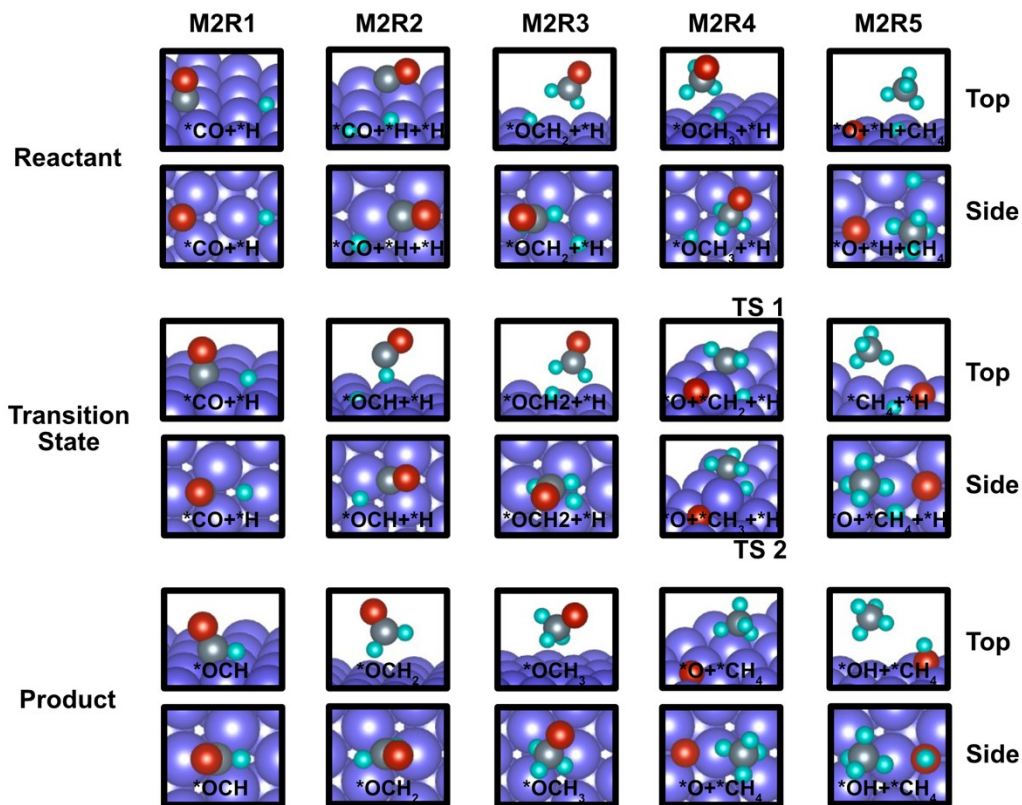 M2R1 M2R2 M2R3 M2R4 M2R5
Reactant
*CO+*H *CO+*H+*H *OCH₂+*H *OCH₃+*H *O+*H+CH₄ Top
*CO+*H *CO+*H+*H *OCH₂+*H *OCH₃+*H *O+*H+CH₄ Side
TS 1
Transition
State
*CO+*H *OCH+*H *OCH2+*H *O+*CH₂+*H *CH₄+*H Top
*CO+*H *OCH+*H *OCH2+*H *O+*CH₃+*H *O+*CH₄+*H Side
TS 2
Product
*OCH *OCH₂ *OCH₃ *O+*CH₄ *OH+*CH₄ Top
*OCH *OCH₂ *OCH₃ *O+*CH₄ *OH+*CH₄ Side